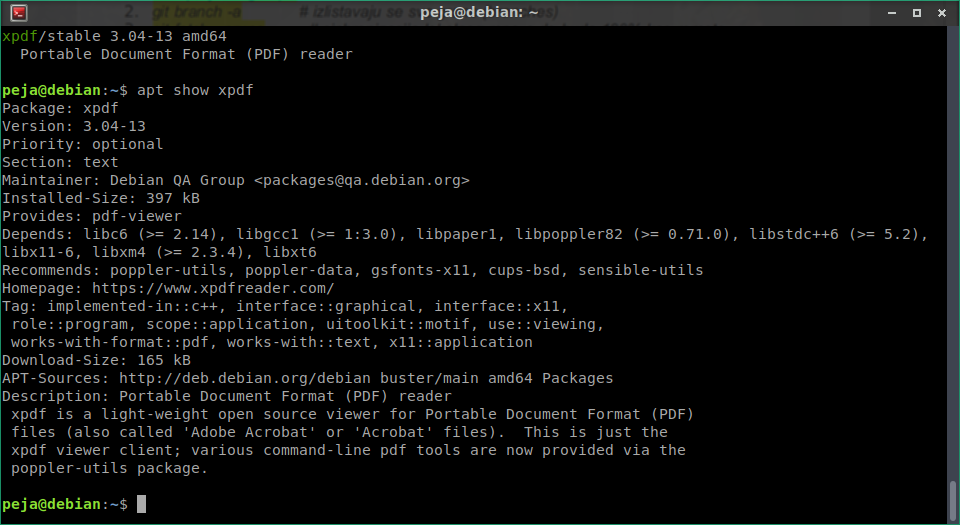 2. git branch -a # izlistavaju se sv
peja@debian: ~
xpdf/stable 3.04-13 amd64
  Portable Document Format (PDF) reader

peja@debian:~$ apt show xpdf
Package: xpdf
Version: 3.04-13
Priority: optional
Section: text
Maintainer: Debian QA Group <packages@qa.debian.org>
Installed-Size: 397 kB
Provides: pdf-viewer
Depends: libc6 (>= 2.14), libgcc1 (>= 1:3.0), libpaper1, libpoppler82 (>= 0.71.0), libstdc++6 (>= 5.2),
libx11-6, libxm4 (>= 2.3.4), libxt6
Recommends: poppler-utils, poppler-data, gsfonts-x11, cups-bsd, sensible-utils
Homepage: https://www.xpdfreader.com/
Tag: implemented-in::c++, interface::graphical, interface::x11,
 role::program, scope::application, uitoolkit::motif, use::viewing,
 works-with-format::pdf, works-with::text, x11::application
Download-Size: 165 kB
APT-Sources: http://deb.debian.org/debian buster/main amd64 Packages
Description: Portable Document Format (PDF) reader
 xpdf is a light-weight open source viewer for Portable Document Format (PDF)
 files (also called 'Adobe Acrobat' or 'Acrobat' files).  This is just the
 xpdf viewer client; various command-line pdf tools are now provided via the
 poppler-utils package.

peja@debian:~$